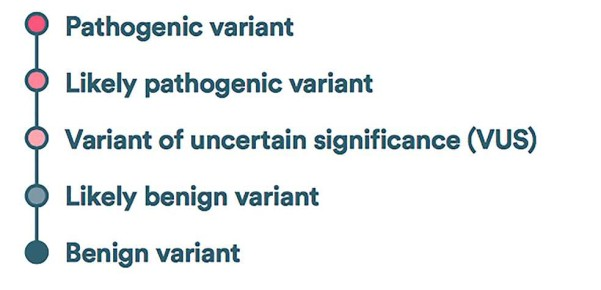 Pathogenic variant
Likely pathogenic variant
Variant of uncertain significance (VUS)
Likely benign variant
Benign variant